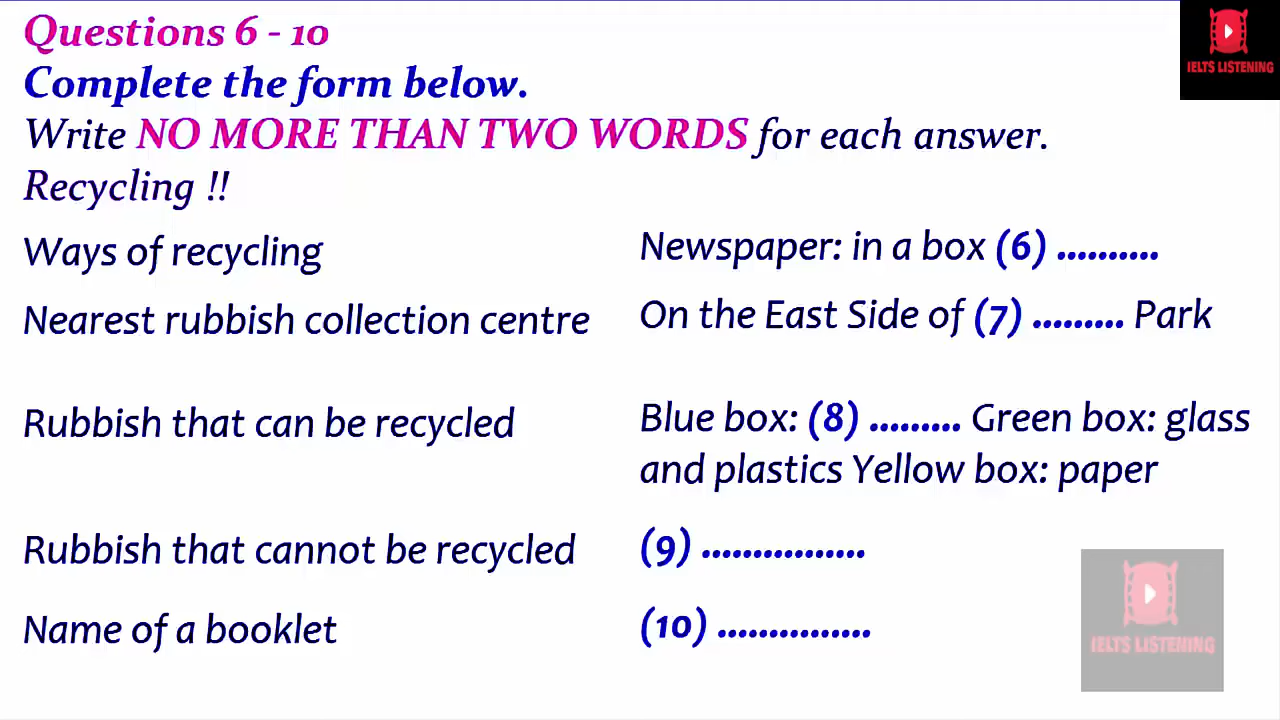 Questions 6 - 10
Complete the form below.
Write NO MORE THAN TWO WORDS for each answer.
Recycling !!
Ways of recycling
Newspaper: in a box (6) ..........
Nearest rubbish collection centre
On the East Side of (7) ......... Park
Rubbish that can be recycled
Blue box: (8) ......... Green box: glass
and plastics Yellow box: paper
Rubbish that cannot be recycled
(9) ................
Name of a booklet
(10) ...............
IELTS LISTENING
IELTS LISTENING